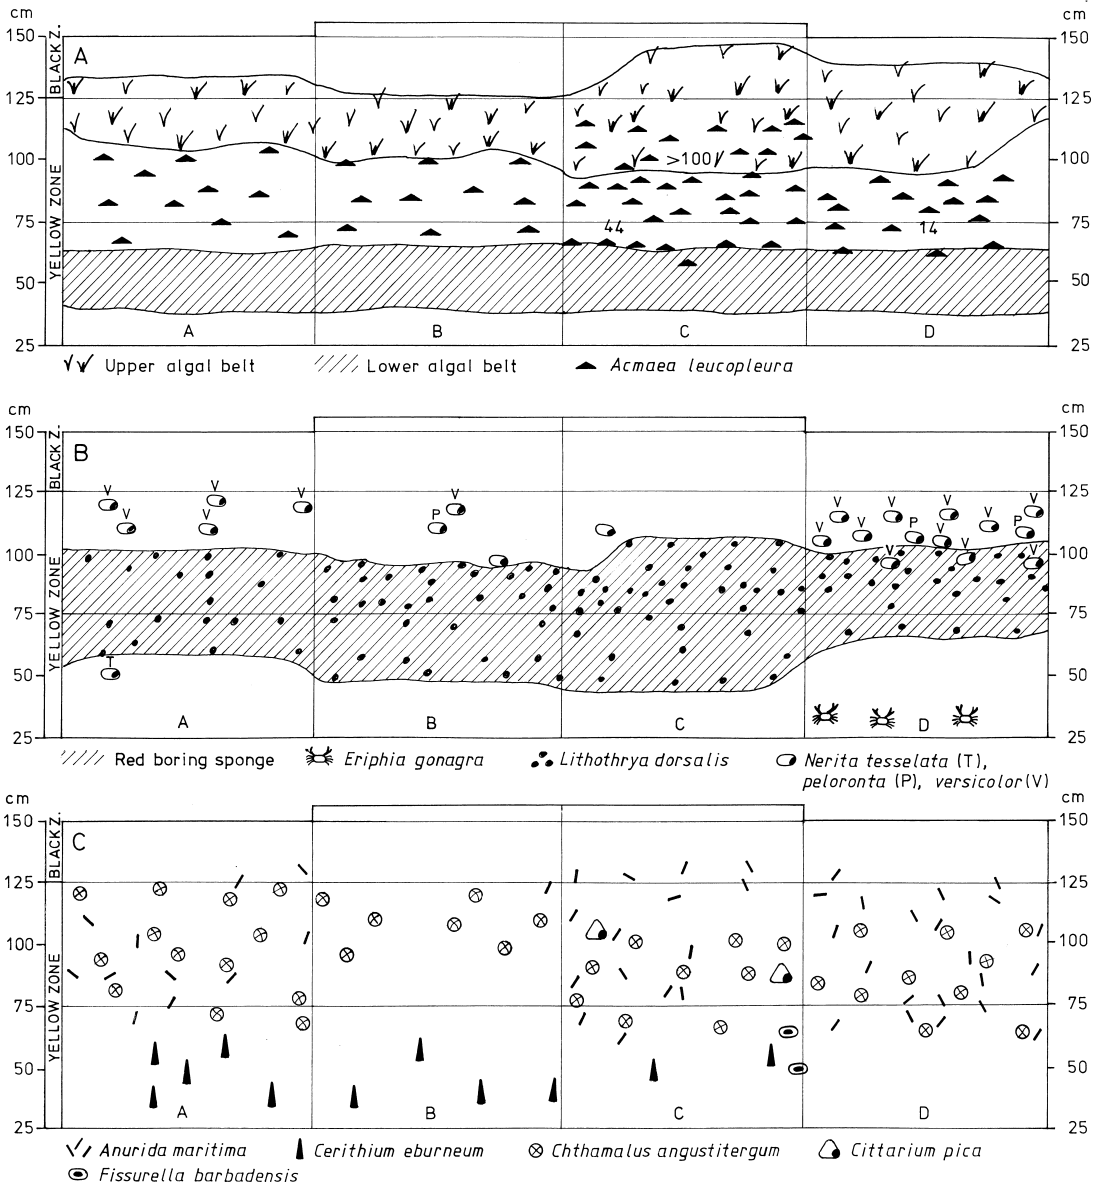 cm cm
150 150
125 125
100 100
75 75
50 50
25 25
BLACK Z.
YELLOW ZONE
A
>100
44 14
A B C D
Upper algal belt Lower algal belt Acmaea leucopleura
cm cm
150 150
125 125
100 100
75 75
50 50
25 25
BLACK Z.
YELLOW ZONE
B
V V V V V V V V
V V P V V P
V V V
T
P V
A B C D
Red boring sponge Eriphia gonagra Lithothrya dorsalis Nerita tesselata (T),
peloronta (P), versicolor (V)
cm cm
150 150
125 125
100 100
75 75
50 50
25 25
BLACK Z.
YELLOW ZONE
C
A B C D
Anurida maritima Cerithium eburneum Chthamalus angustitergum Cittarium pica
Fissurella barbadensis